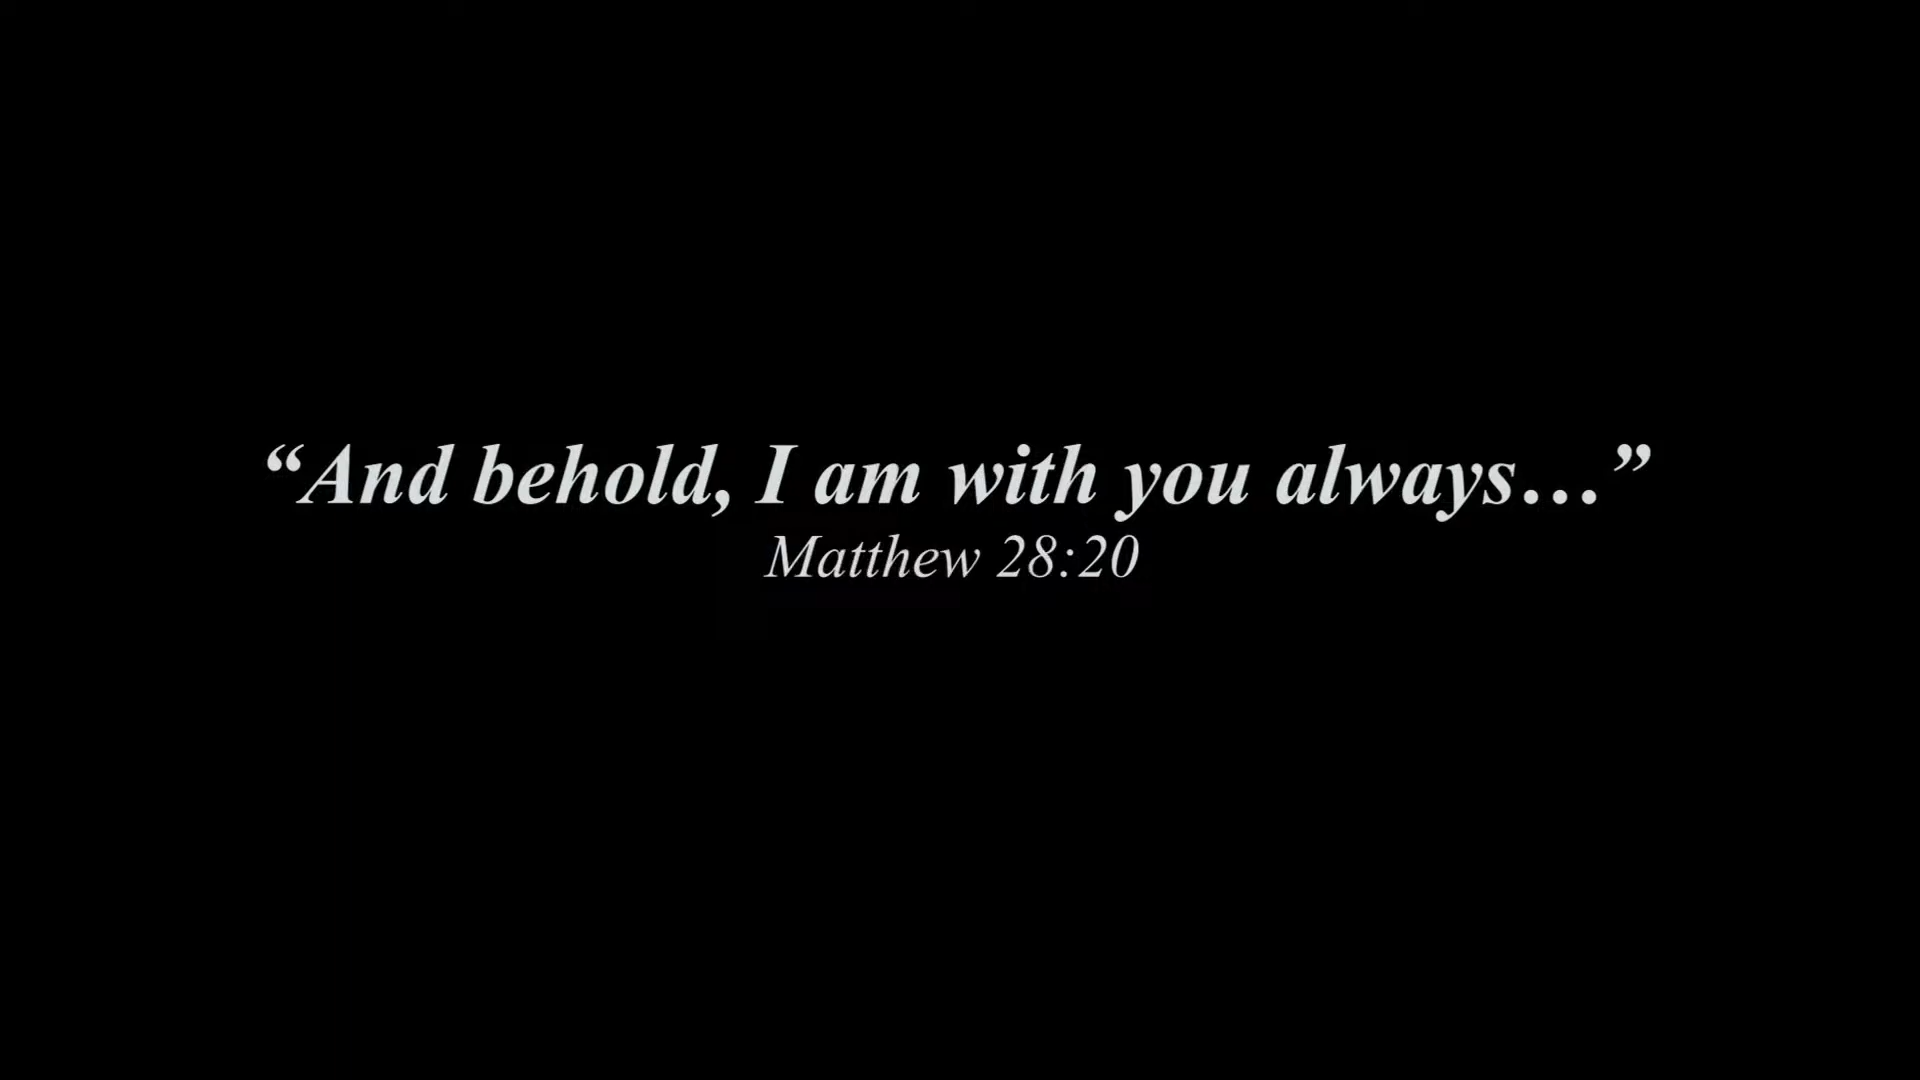 “And behold, I am with you always…”
Matthew 28:20